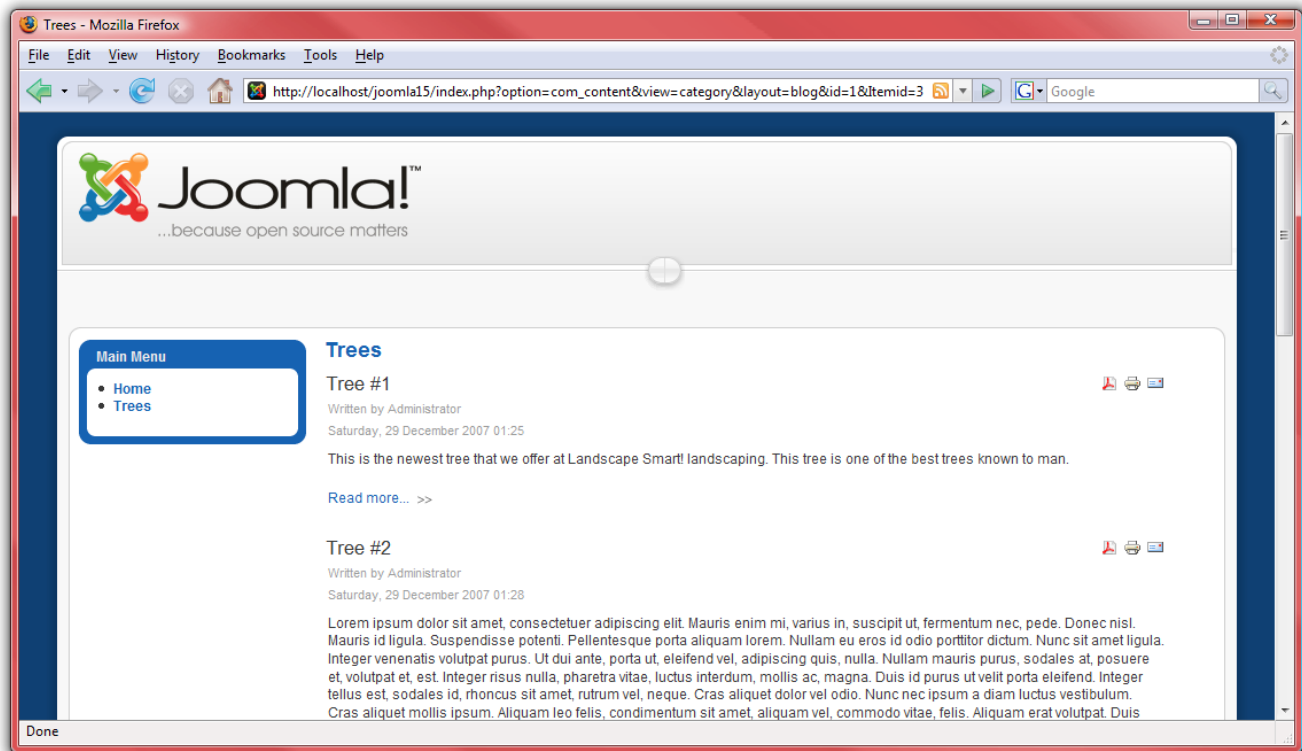 Trees - Mozilla Firefox
File Edit View History Bookmarks Tools Help
http://localhost/joomla15/index.php?option=com_content&view=category&layout=blog&id=1&Itemid=3
G Google
Joomla!™
...because open source matters
Main Menu
Home
Trees
Trees
Tree #1
Written by Administrator
Saturday, 29 December 2007 01:25
This is the newest tree that we offer at Landscape Smart! landscaping. This tree is one of the best trees known to man.
Read more... >>
Tree #2
Written by Administrator
Saturday, 29 December 2007 01:28
Lorem ipsum dolor sit amet, consectetuer adipiscing elit. Mauris enim mi, varius in, suscipit ut, fermentum nec, pede. Donec nisl.
Mauris id ligula. Suspendisse potenti. Pellentesque porta aliquam lorem. Nullam eu eros id odio porttitor dictum. Nunc sit amet ligula.
Integer venenatis volutpat purus. Ut dui ante, porta ut, eleifend vel, adipiscing quis, nulla. Nullam mauris purus, sodales at, posuere
et, volutpat et, est. Integer risus nulla, pharetra vitae, luctus interdum, mollis ac, magna. Duis id purus ut velit porta eleifend. Integer
tellus est, sodales id, rhoncus sit amet, rutrum vel, neque. Cras aliquet dolor vel odio. Nunc nec ipsum a diam luctus vestibulum.
Cras aliquet mollis ipsum. Aliquam leo felis, condimentum sit amet, aliquam vel, commodo vitae, felis. Aliquam erat volutpat. Duis
Done